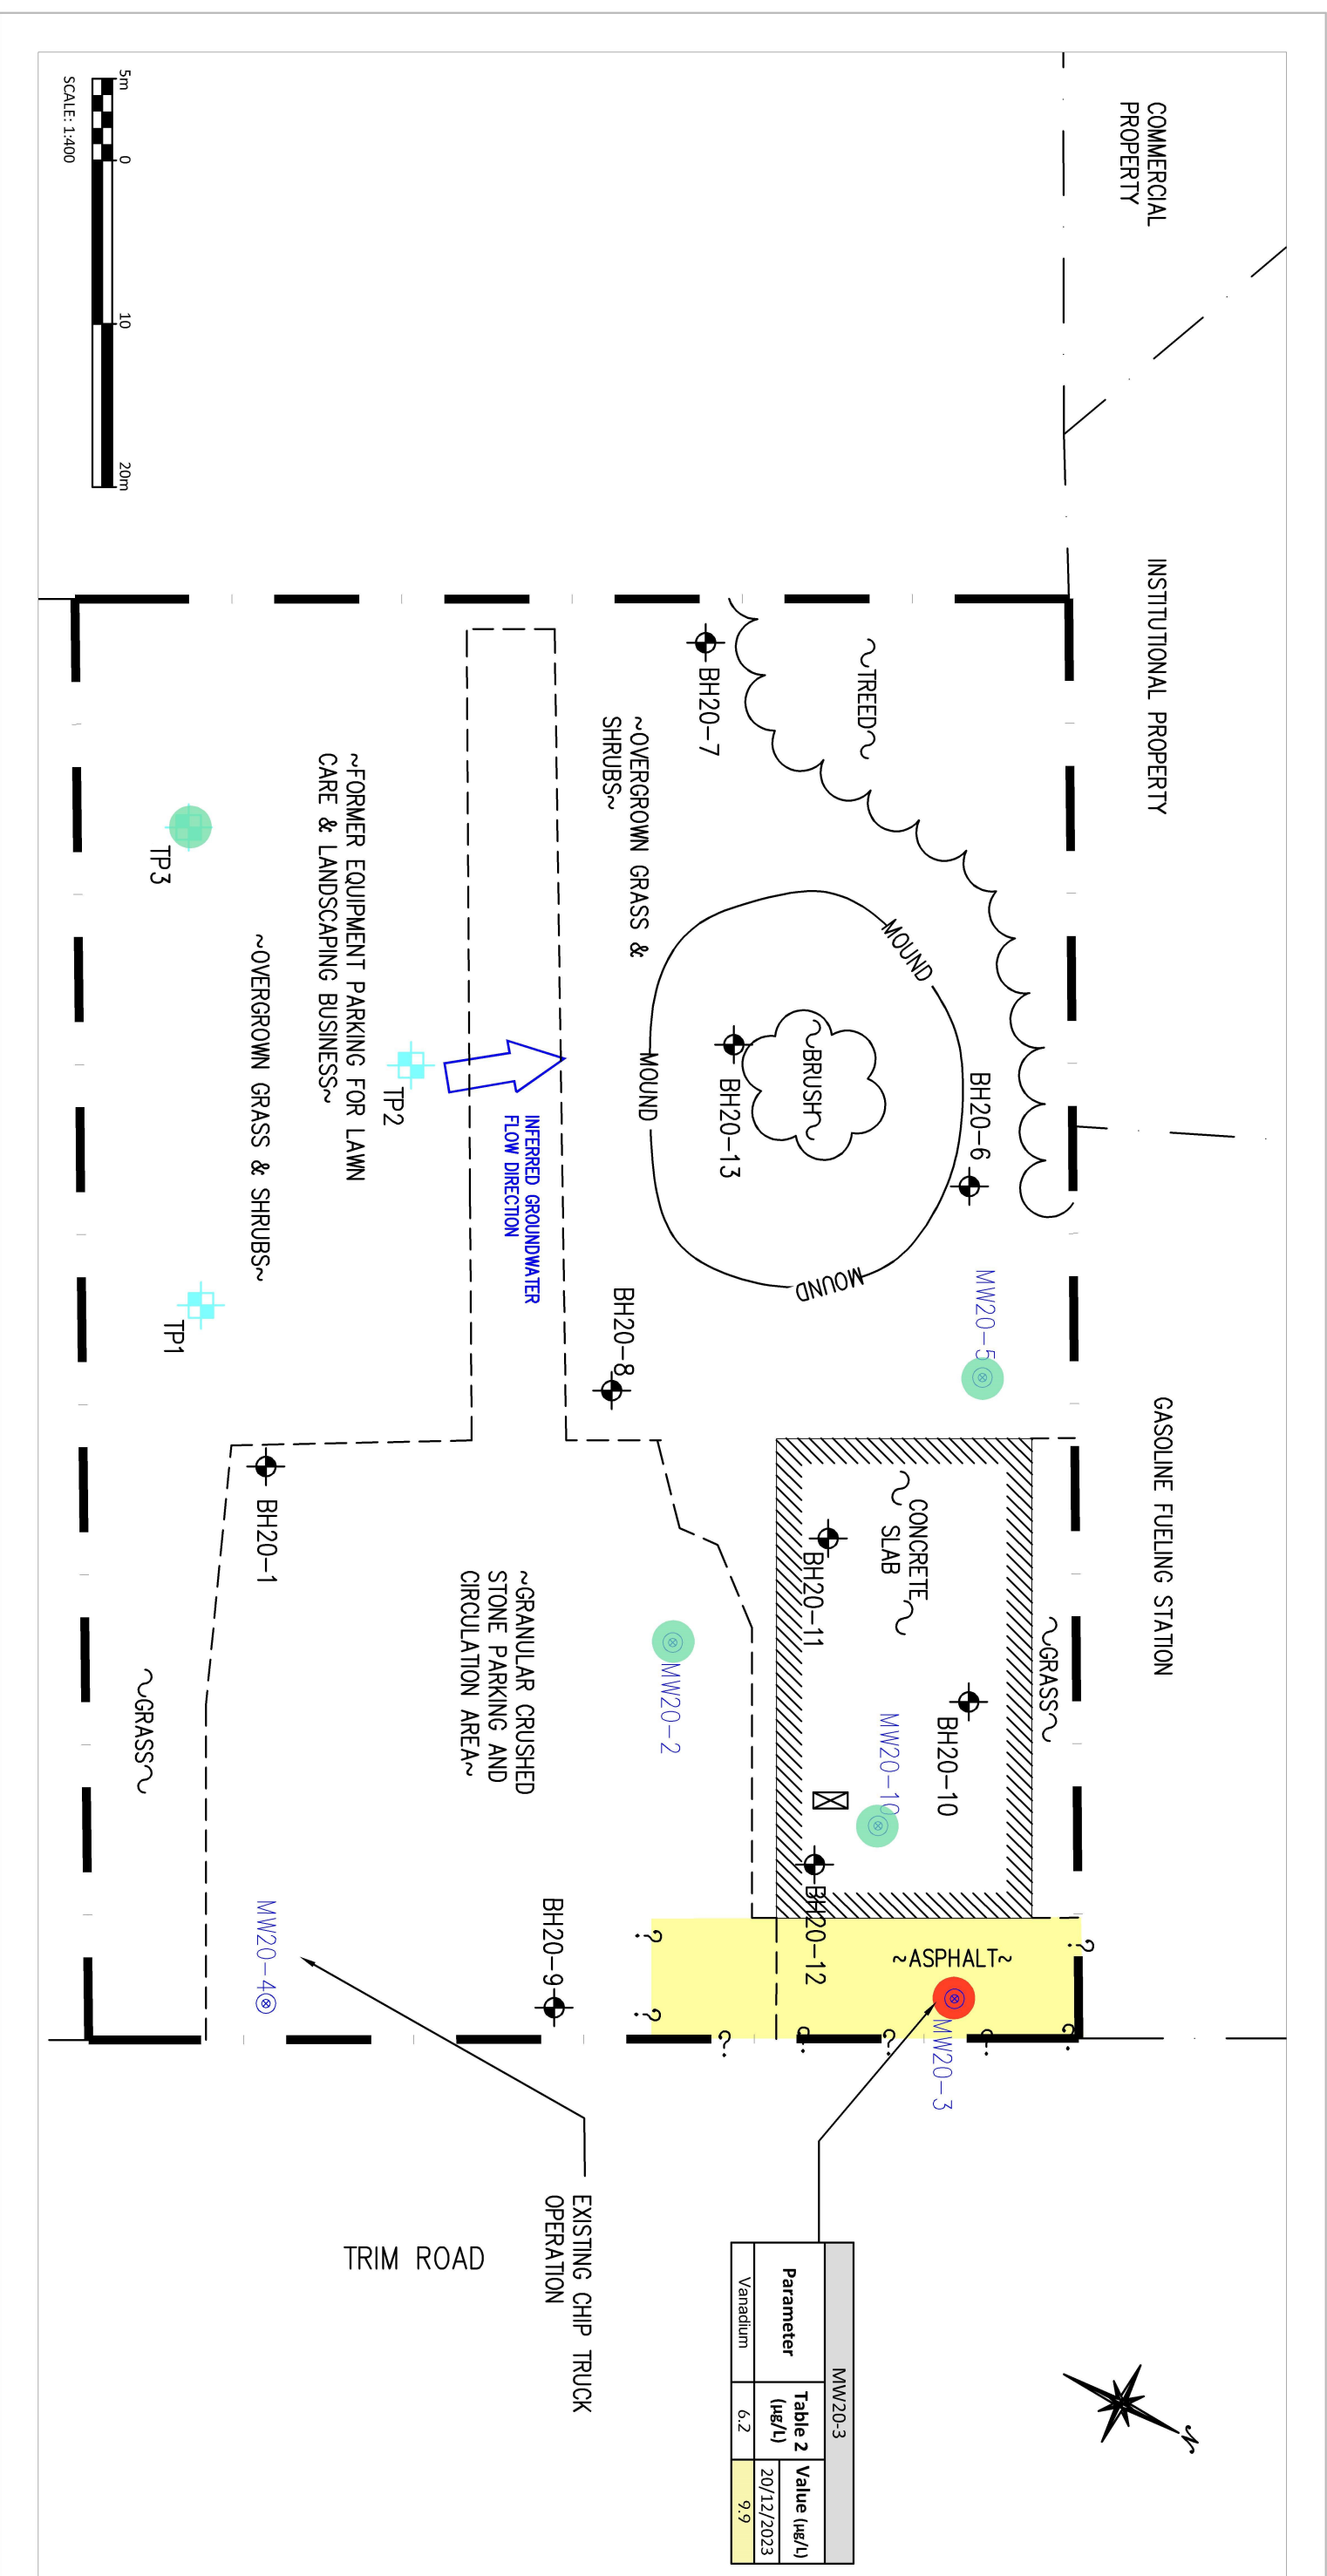 COMMERCIAL
PROPERTY
INSTITUTIONAL PROPERTY
GASOLINE FUELING STATION
~TREED~
BH20-7
~OVERGROWN GRASS &
SHRUBS~
MOUND
MOUND
MOUND
~BRUSH~
BH20-13
BH20-6
MW20-5
BH20-8
~FORMER EQUIPMENT PARKING FOR LAWN
CARE & LANDSCAPING BUSINESS~
TP3
TP2
TP1
~OVERGROWN GRASS & SHRUBS~
INFERRED GROUNDWATER
FLOW DIRECTION
~GRASS~
CONCRETE
SLAB
BH20-11
BH20-10
MW20-10
BH20-12
MW20-2
BH20-1
~GRANULAR CRUSHED
STONE PARKING AND
CIRCULATION AREA~
~GRASS~
~ASPHALT~
?
?
?
?
?
?
?
?
?
MW20-3
BH20-9
MW20-4
EXISTING CHIP TRUCK
OPERATION
TRIM ROAD
MW20-3
Parameter Table 2 (µg/L) Value (µg/L)
20/12/2023
Vanadium 6.2 9.9
N
5m 0 10 20m
SCALE: 1:400